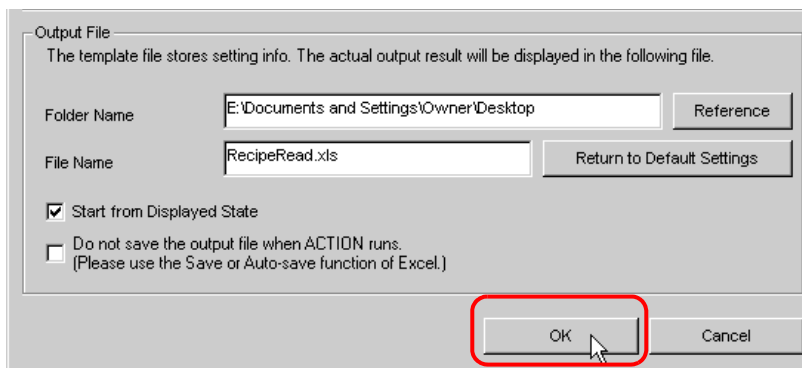 Output File
The template file stores setting info. The actual output result will be displayed in the following file.
Folder Name
E:\Documents and Settings\Owner\Desktop
Reference
File Name
RecipeRead.xls
Return to Default Settings
Start from Displayed State
Do not save the output file when ACTION runs.
(Please use the Save or Auto-save function of Excel.)
OK
Cancel